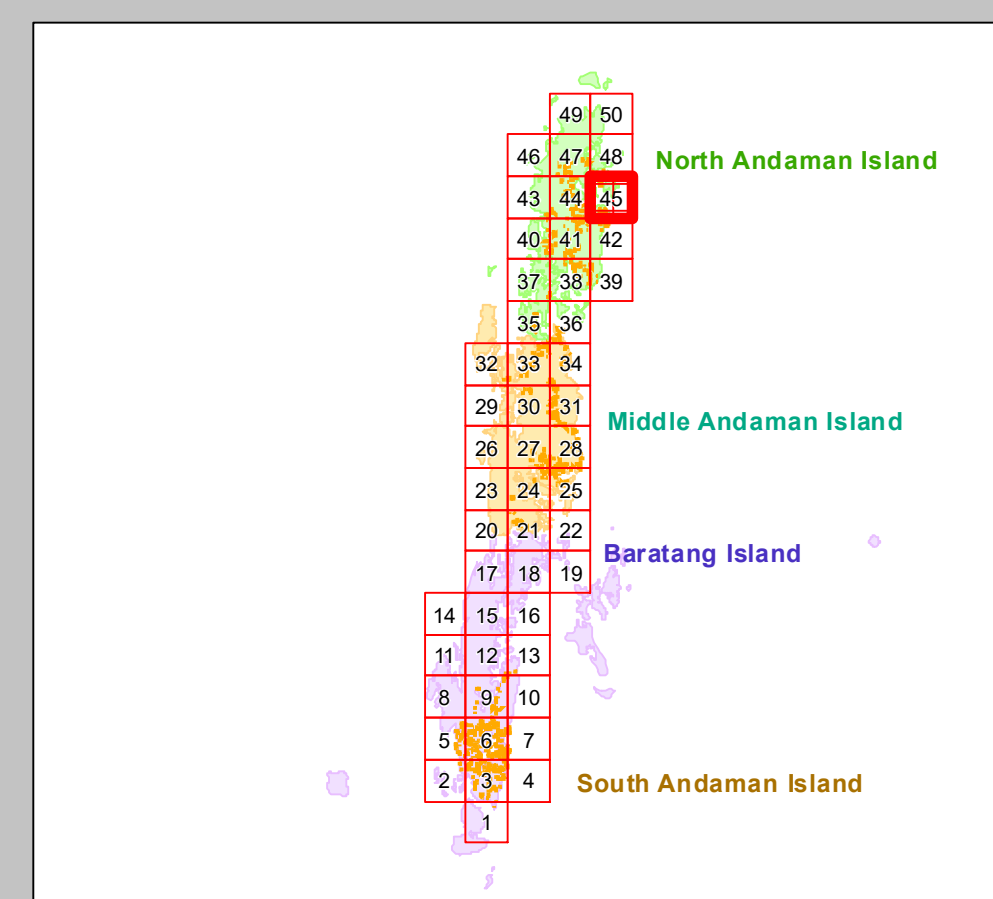 49 50
46 47 48
North Andaman Island
43 44 45
40 41 42
37 38 39
35 36
32 33 34
29 30 31
Middle Andaman Island
26 27 28
23 24 25
20 21 22
Baratang Island
17 18 19
14 15 16
11 12 13
8 9 10
5 6 7
2 3 4
South Andaman Island
1